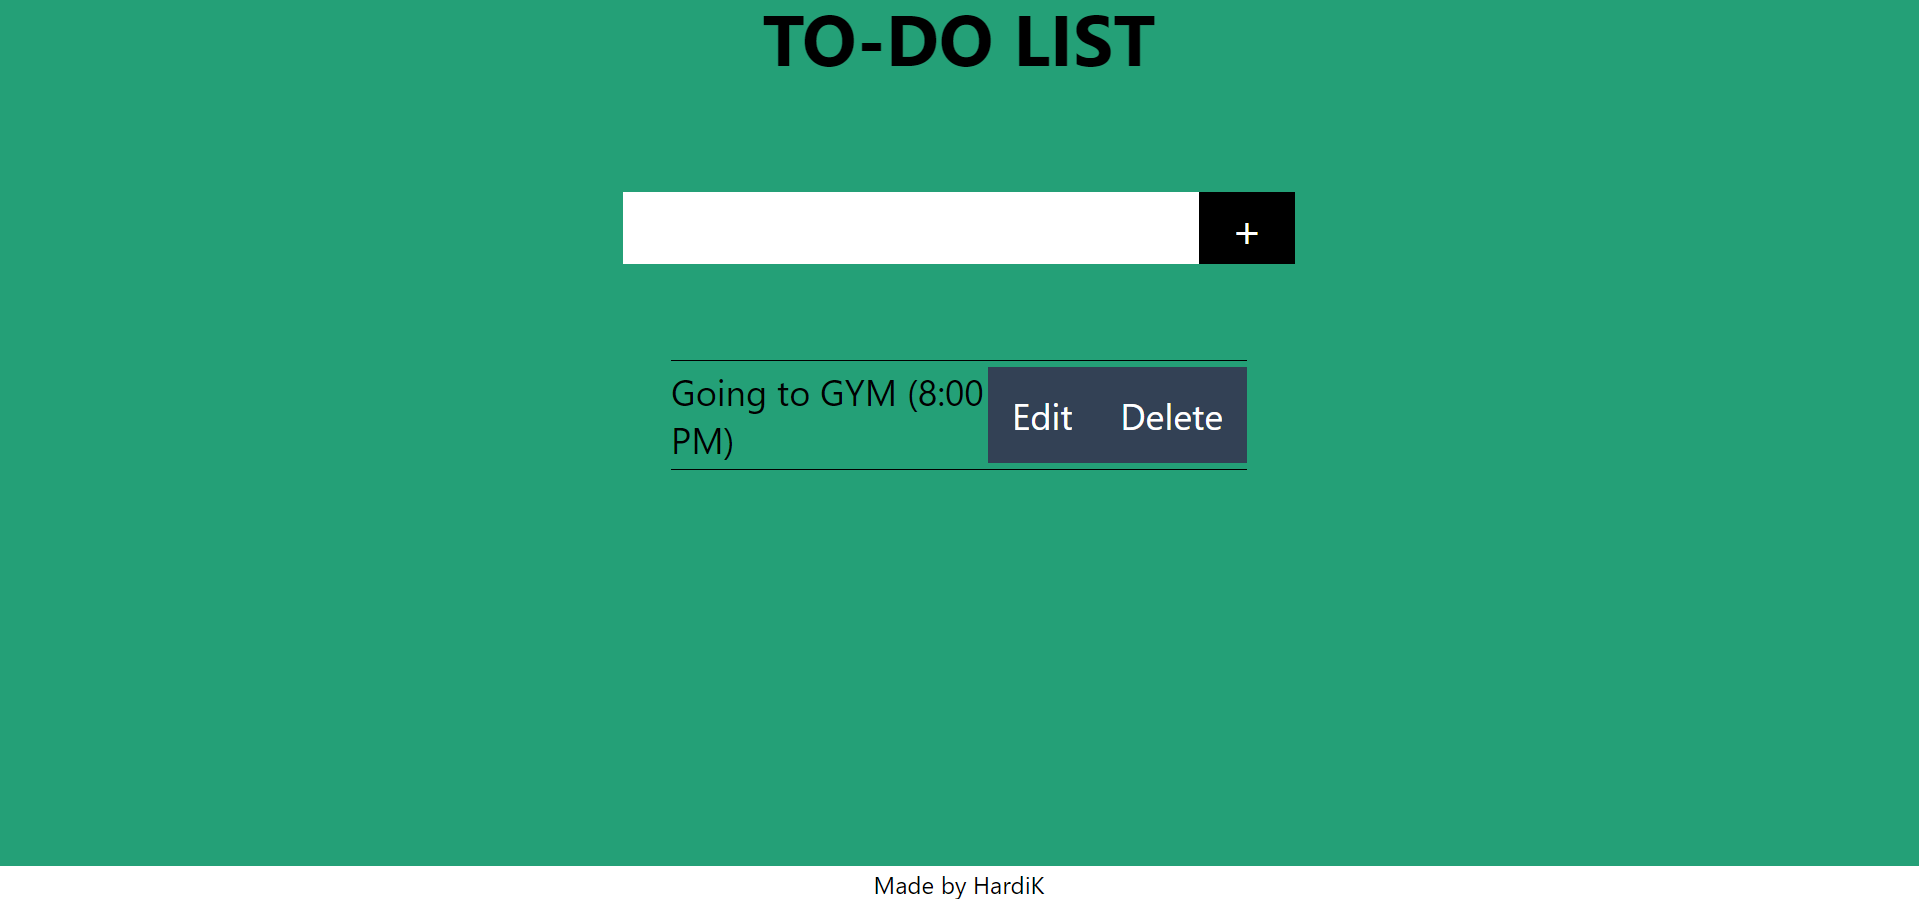 TO-DO LIST
+
Going to GYM (8:00
PM)
Edit
Delete
Made by HardiK